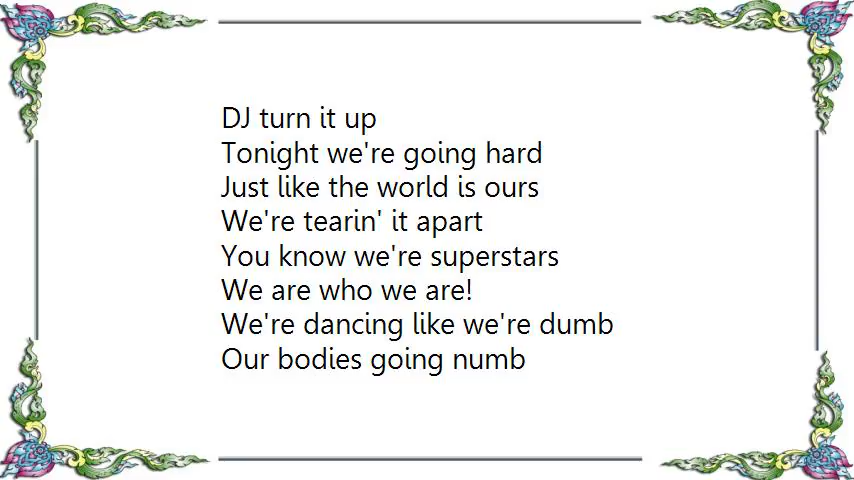 DJ turn it up
Tonight we're going hard
Just like the world is ours
We're tearin' it apart
You know we're superstars
We are who we are!
We're dancing like we're dumb
Our bodies going numb